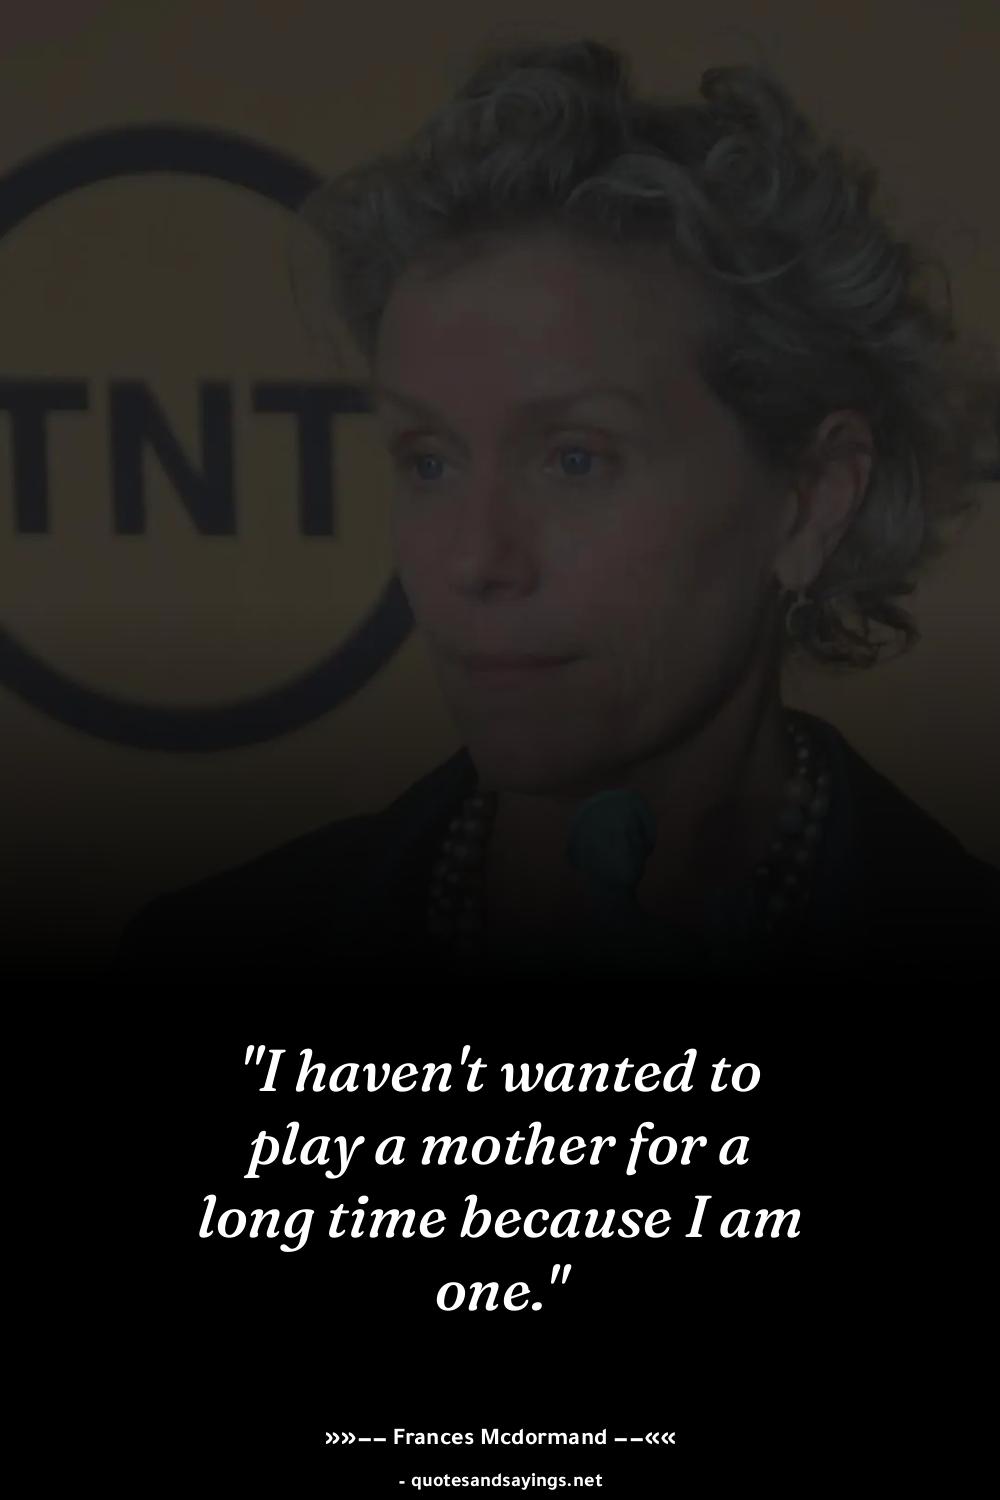 TNT
"I haven't wanted to
play a mother for a
long time because I am
one."
»»–– Frances Mcdormand ––««
- quotesandsayings.net